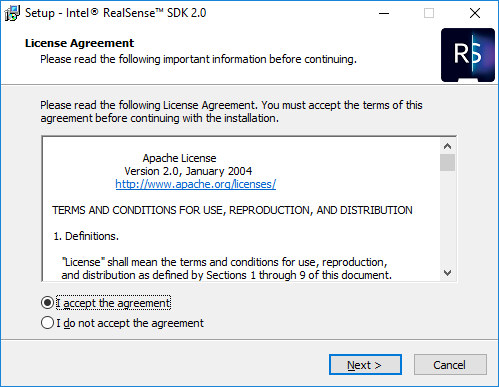 Setup - Intel® RealSense™ SDK 2.0
License Agreement
Please read the following important information before continuing.
RS
Please read the following License Agreement. You must accept the terms of this
agreement before continuing with the installation.
Apache License
Version 2.0, January 2004
http://www.apache.org/licenses/
TERMS AND CONDITIONS FOR USE, REPRODUCTION, AND DISTRIBUTION
1. Definitions.
"License" shall mean the terms and conditions for use, reproduction,
and distribution as defined by Sections 1 through 9 of this document.
I accept the agreement
I do not accept the agreement
Next >
Cancel